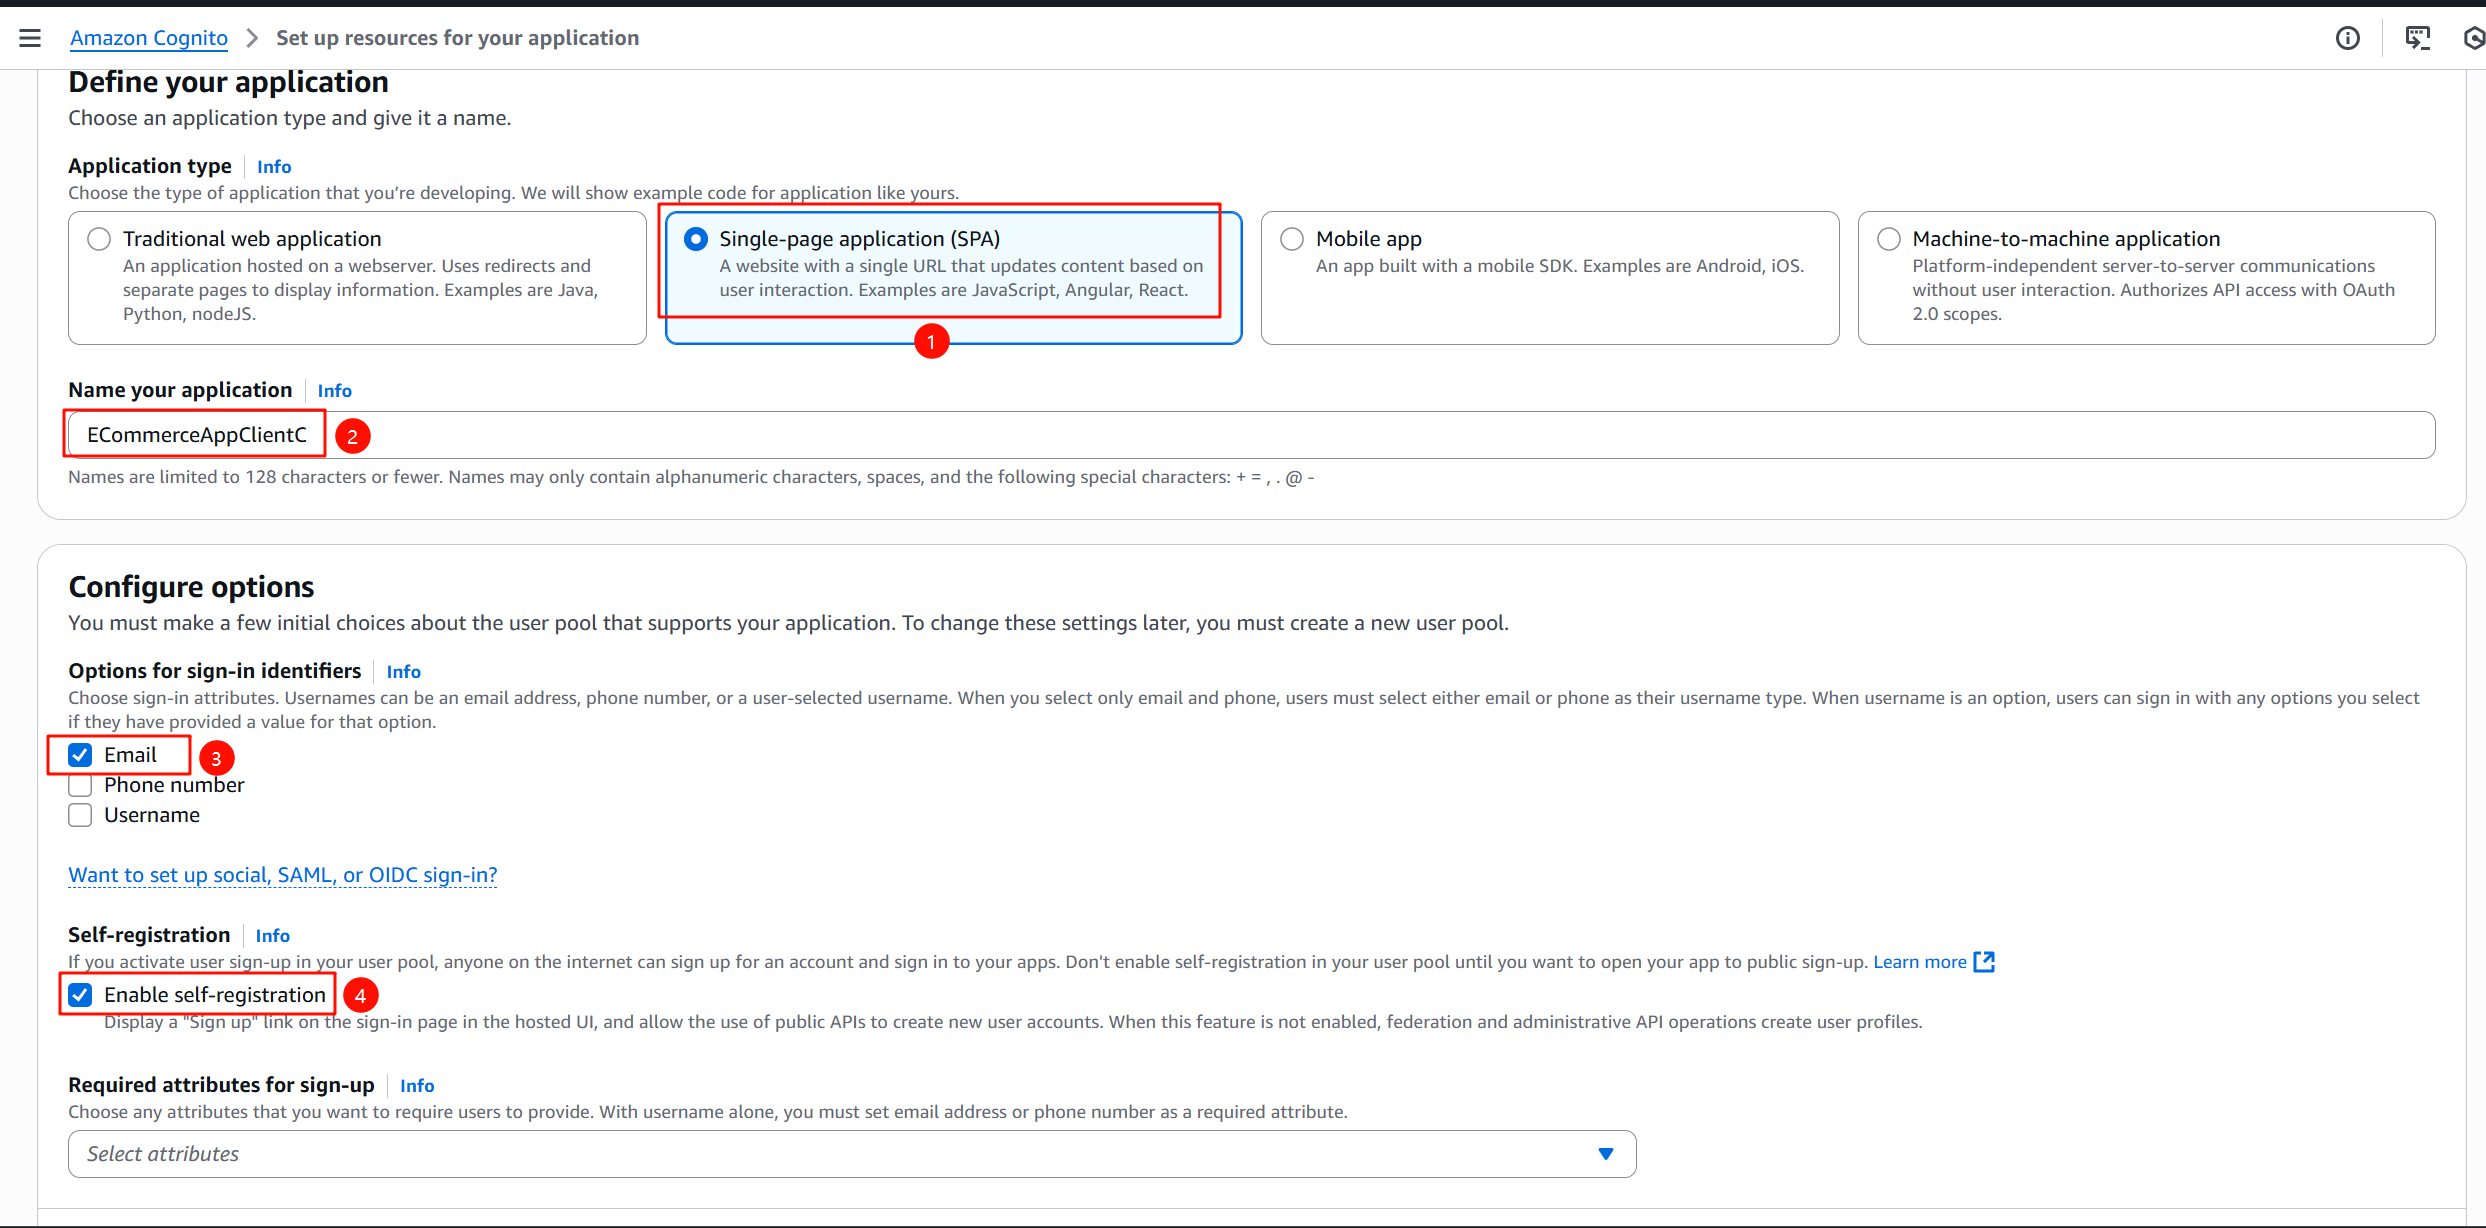 Amazon Cognito > Set up resources for your application
Define your application
Choose an application type and give it a name.
Application type Info
Choose the type of application that you're developing. We will show example code for application like yours.
Traditional web application
An application hosted on a webserver. Uses redirects and
separate pages to display information. Examples are Java,
Python, nodeJS.
Single-page application (SPA)
A website with a single URL that updates content based on
user interaction. Examples are JavaScript, Angular, React.
1
Mobile app
An app built with a mobile SDK. Examples are Android, iOS.
Machine-to-machine application
Platform-independent server-to-server communications
without user interaction. Authorizes API access with OAuth
2.0 scopes.
Name your application Info
ECommerceAppClientC 2
Names are limited to 128 characters or fewer. Names may only contain alphanumeric characters, spaces, and the following special characters: + = , . @ -
Configure options
You must make a few initial choices about the user pool that supports your application. To change these settings later, you must create a new user pool.
Options for sign-in identifiers Info
Choose sign-in attributes. Usernames can be an email address, phone number, or a user-selected username. When you select only email and phone, users must select either email or phone as their username type. When username is an option, users can sign in with any options you select
if they have provided a value for that option.
Email 3
Phone number
Username
Want to set up social, SAML, or OIDC sign-in?
Self-registration Info
If you activate user sign-up in your user pool, anyone on the internet can sign up for an account and sign in to your apps. Don't enable self-registration in your user pool until you want to open your app to public sign-up. Learn more
Enable self-registration 4
Display a "Sign up" link on the sign-in page in the hosted UI, and allow the use of public APIs to create new user accounts. When this feature is not enabled, federation and administrative API operations create user profiles.
Required attributes for sign-up Info
Choose any attributes that you want to require users to provide. With username alone, you must set email address or phone number as a required attribute.
Select attributes